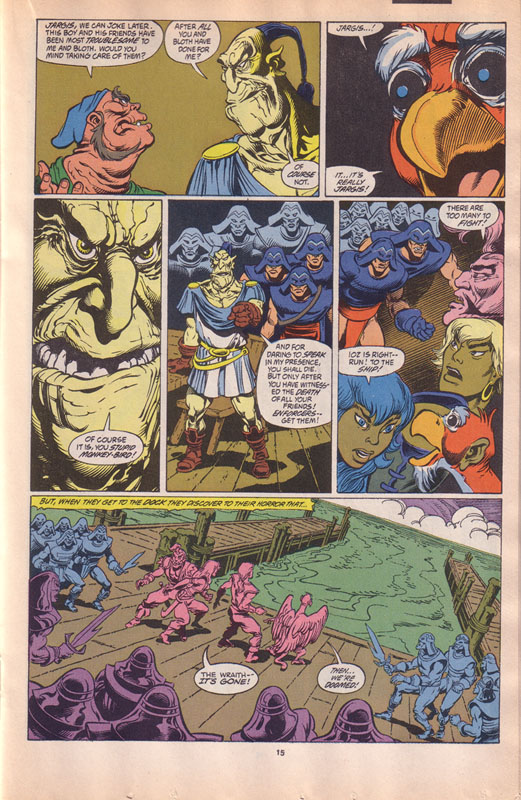 JARGIS, WE CAN JOKE LATER.
THIS BOY AND HIS FRIENDS HAVE
BEEN MOST TROUBLESOME TO
ME AND BLOTH. WOULD YOU
MIND TAKING CARE OF THEM?
AFTER ALL
YOU AND
BLOTH HAVE
DONE FOR
ME?
OF
COURSE
NOT.
JARGIS...!
IT...IT'S
REALLY
JARGIS!
OF COURSE
IT IS, YOU STUPID
MONKEY-BIRD!
AND FOR
DARING TO SPEAK
IN MY PRESENCE,
YOU SHALL DIE.
BUT ONLY AFTER
YOU HAVE WITNESS-
ED THE DEATH
OF ALL YOUR
FRIENDS!
ENFORCERS--
GET THEM!
THERE ARE
TOO MANY TO
FIGHT!
IOZ IS RIGHT--
RUN! TO THE
SHIP!
BUT, WHEN THEY GET TO THE DOCK THEY DISCOVER TO THEIR HORROR THAT...
THE WRAITH--
IT'S GONE!
THEN...
WE'RE
DOOMED!
15